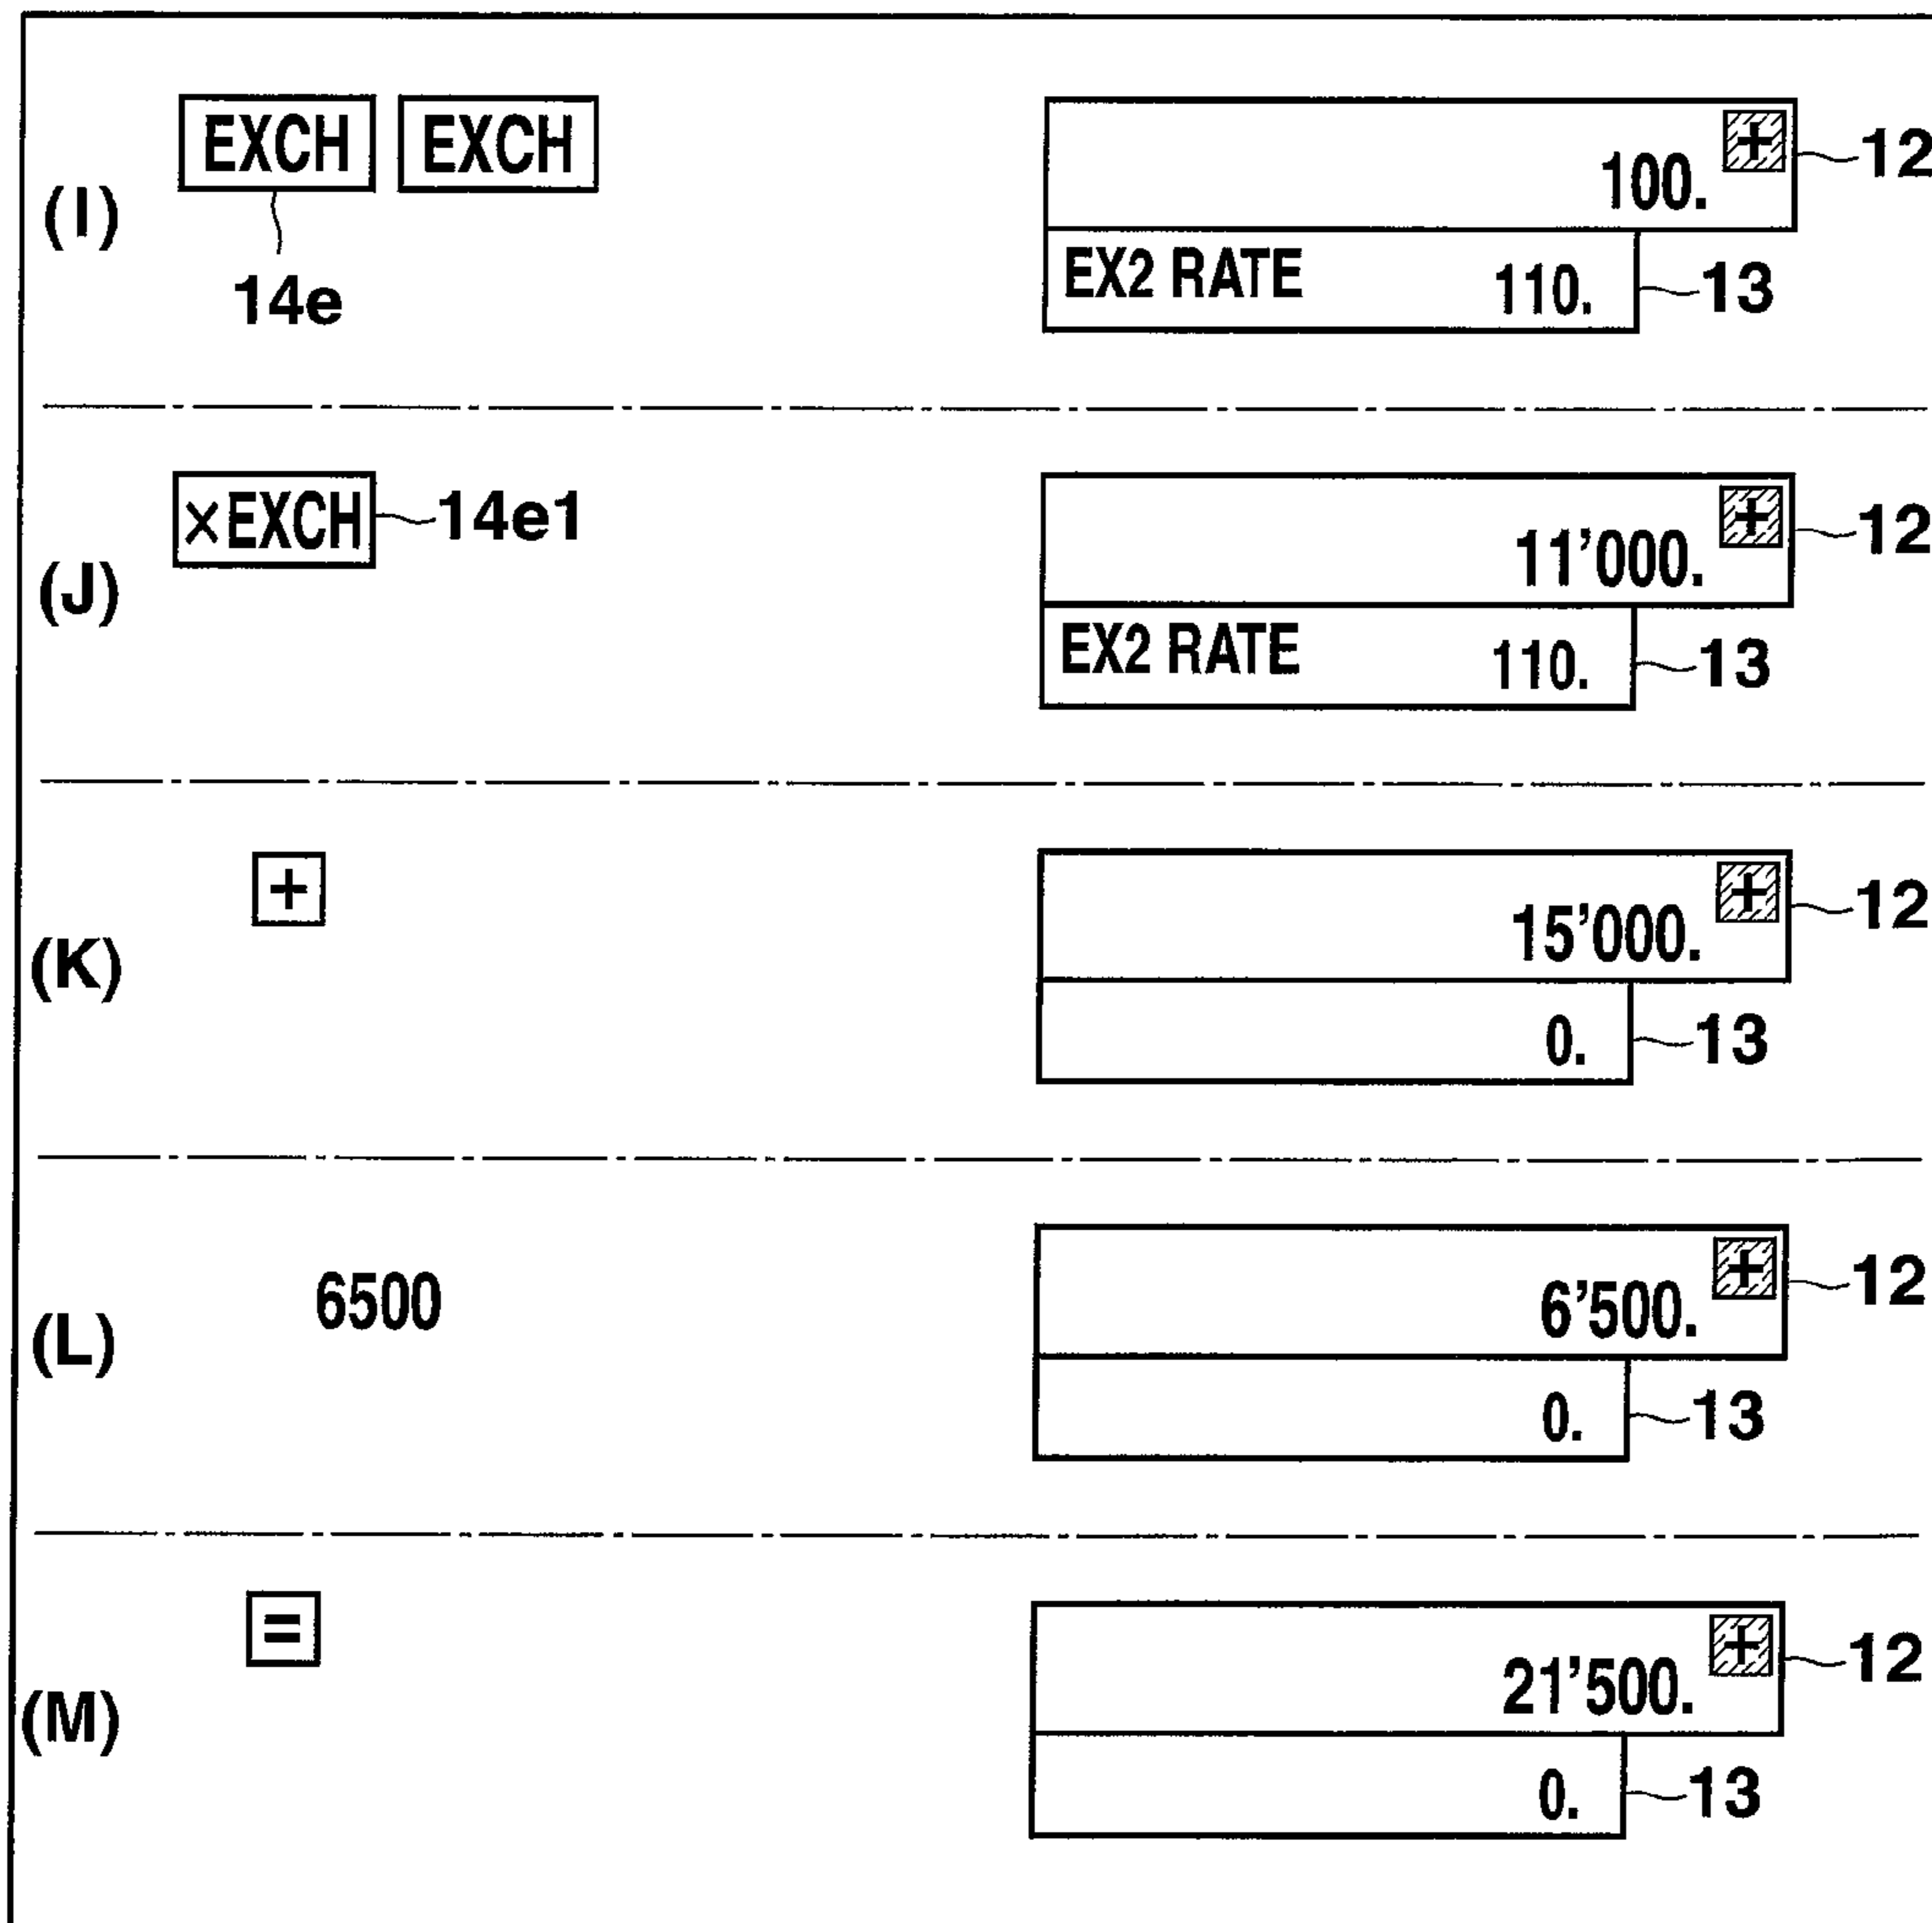 EXCH EXCH
+
100.
12
(I)
14e
EX2 RATE 110.
13
×EXCH
14e1
+
11’000.
12
(J)
EX2 RATE 110.
13
+
+
15’000.
12
(K)
0.
13
6500
+
6’500.
12
(L)
0.
13
=
+
21’500.
12
(M)
0.
13